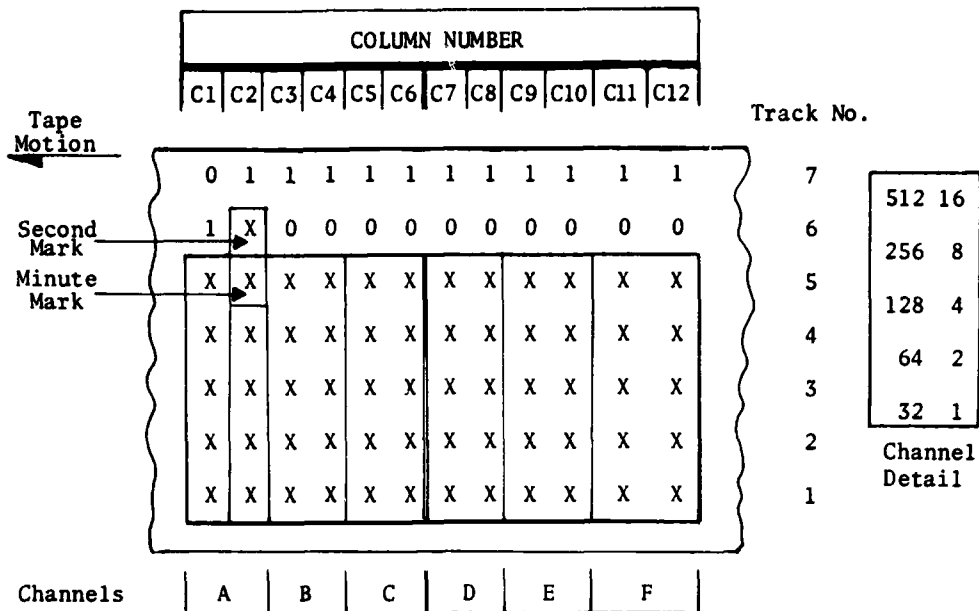 COLUMN NUMBER
C1 C2 C3 C4 C5 C6 C7 C8 C9 C10 C11 C12
Track No.
Tape
Motion
0 1 1 1 1 1 1 1 1 1 1 1 7
Second
Mark
1 X 0 0 0 0 0 0 0 0 0 0 6
Minute
Mark
X X X X X X X X X X X X 5
X X X X X X X X X X X X 4
X X X X X X X X X X X X 3
X X X X X X X X X X X X 2
X X X X X X X X X X X X 1
512 16
256 8
128 4
64 2
32 1
Channel
Detail
Channels A B C D E F